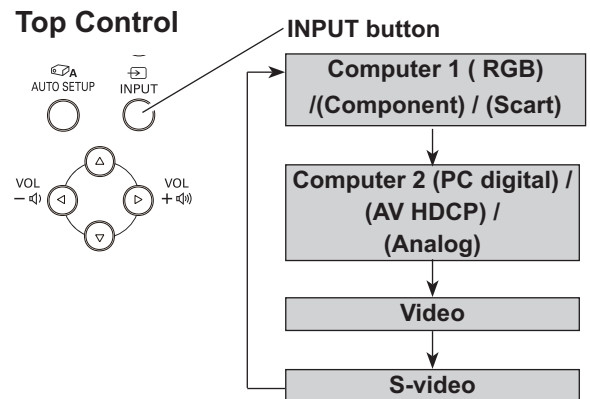 Top Control
INPUT button
A
AUTO SETUP
INPUT
VOL
–
VOL
+
Computer 1 ( RGB)
/(Component) / (Scart)
Computer 2 (PC digital) /
(AV HDCP) /
(Analog)
Video
S-video